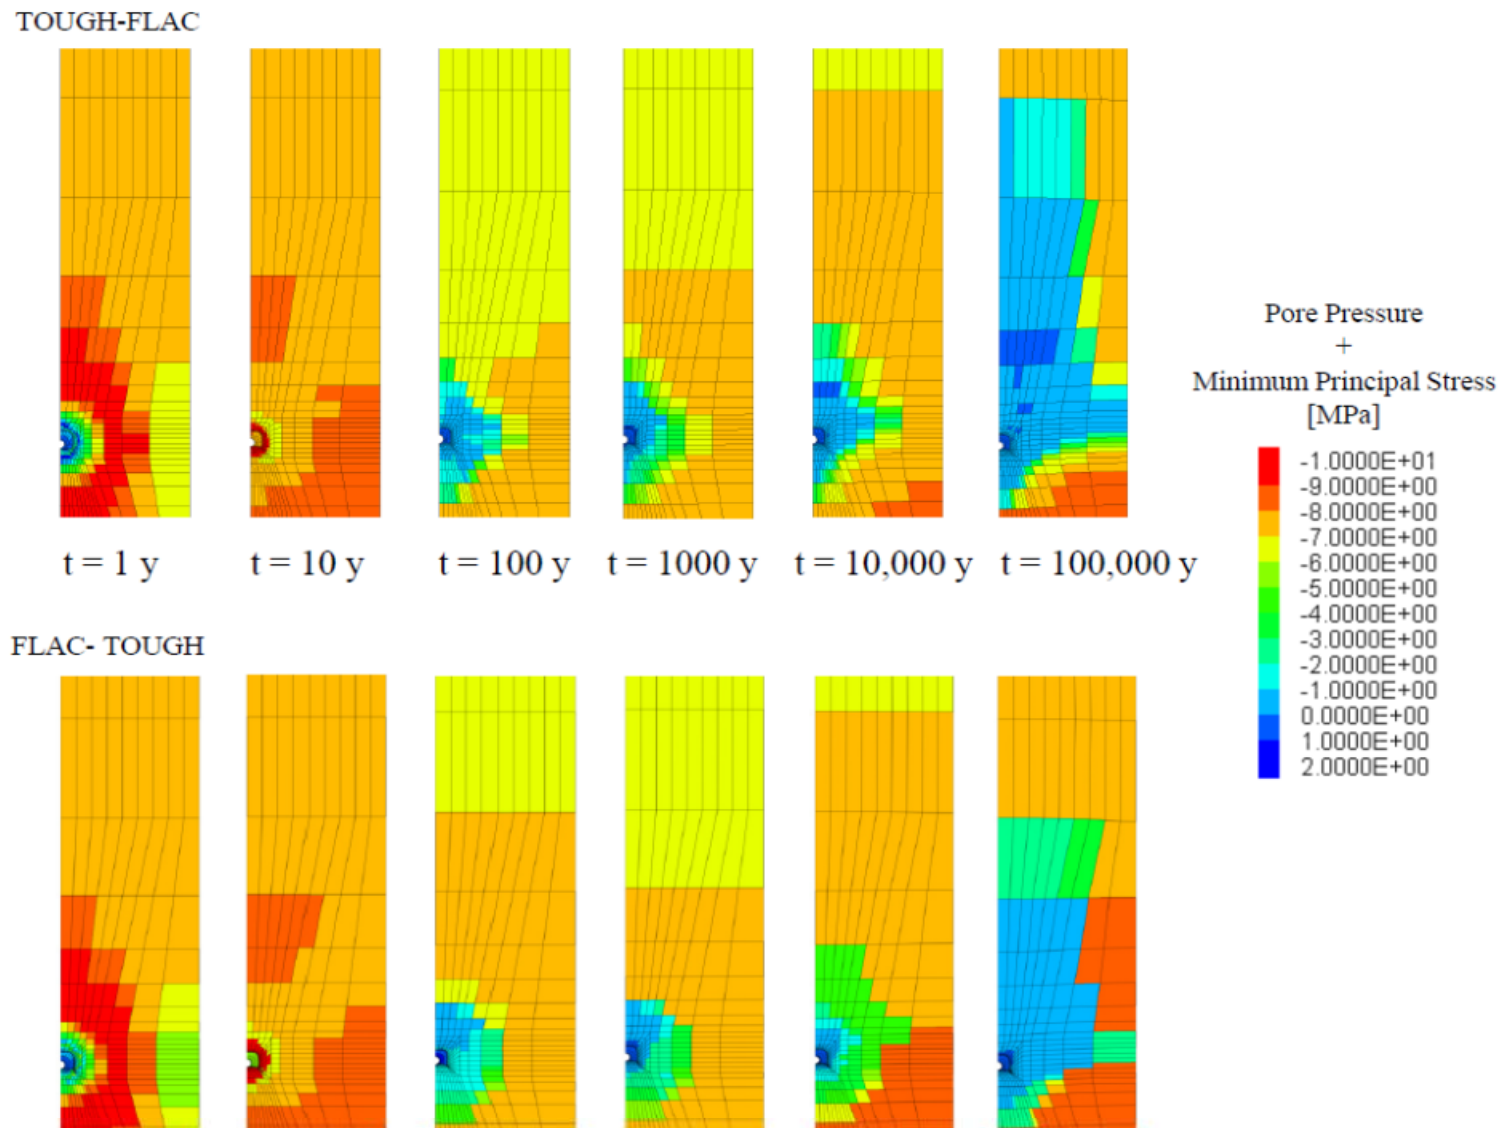 TOUGH-FLAC
t = 1 y
t = 10 y
t = 100 y
t = 1000 y
t = 10,000 y
t = 100,000 y
FLAC- TOUGH
Pore Pressure
+
Minimum Principal Stress
[MPa]
-1.0000E+01
-9.0000E+00
-8.0000E+00
-7.0000E+00
-6.0000E+00
-5.0000E+00
-4.0000E+00
-3.0000E+00
-2.0000E+00
-1.0000E+00
0.0000E+00
1.0000E+00
2.0000E+00